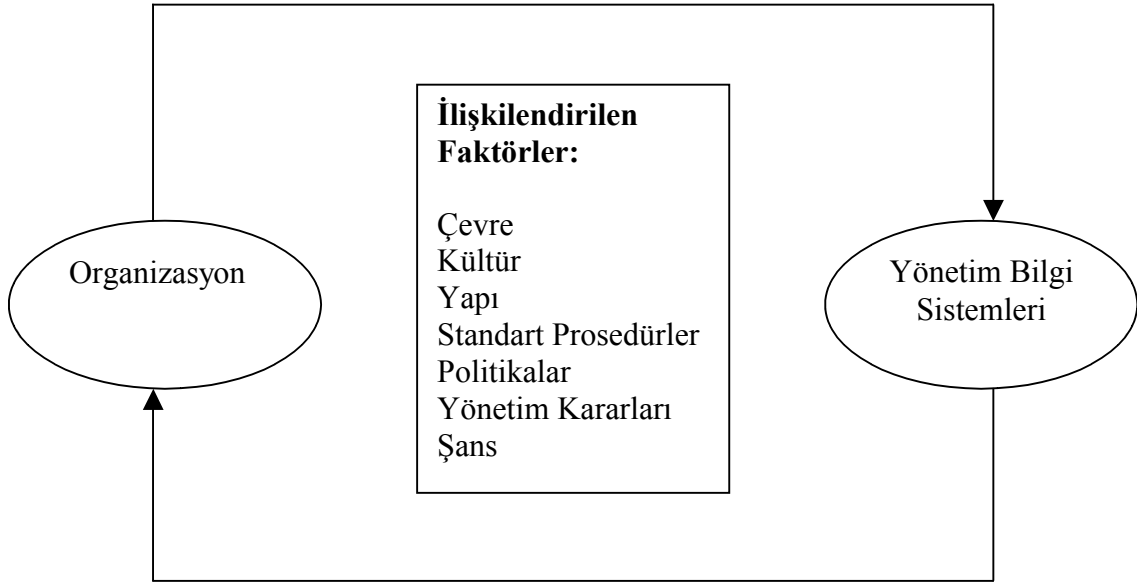 İlişkilendirilen
Faktörler:
Çevre
Kültür
Yapı
Standart Prosedürler
Politikalar
Yönetim Kararları
Şans
Organizasyon
Yönetim Bilgi
Sistemleri